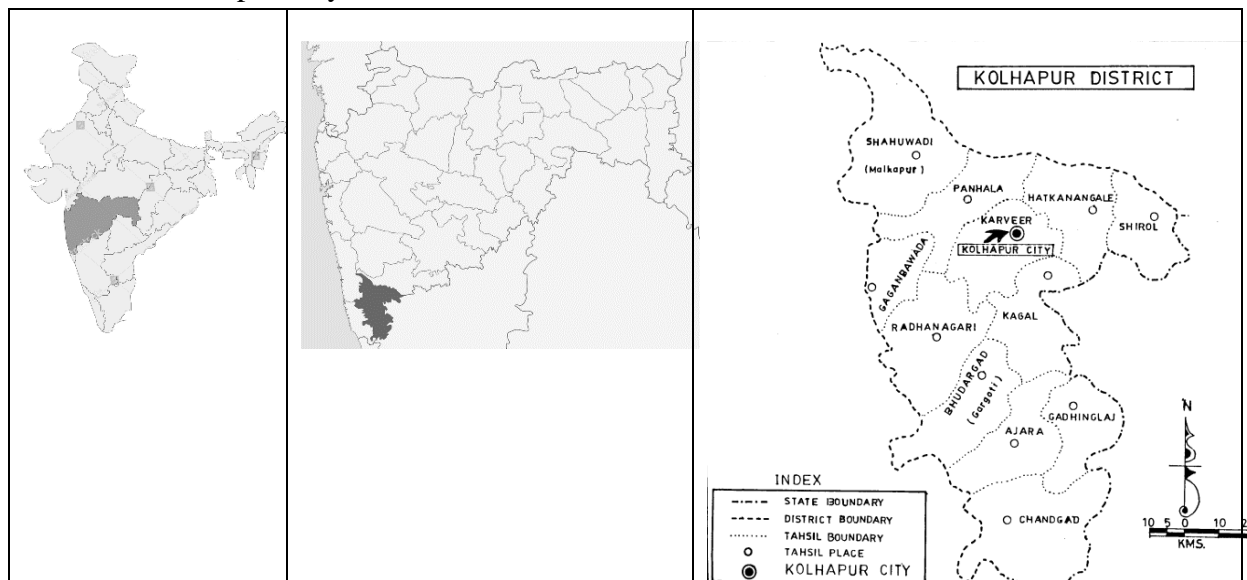 KOLHAPUR DISTRICT
SHAHUWADI
(Malkapur)
PANHALA
HATKANANGALE
KARVEER
SHIROL
KOLHAPUR CITY
GAGANBAWADA
KAGAL
RADHANAGARI
BHUDARGAD
(Gargoti)
GADHINGLAJ
AJARA
N
CHANDGAD
INDEX
STATE BOUNDARY
DISTRICT BOUNDARY
TAHSIL BOUNDARY
TAHSIL PLACE
KOLHAPUR CITY
10 5 0 10
KMS.